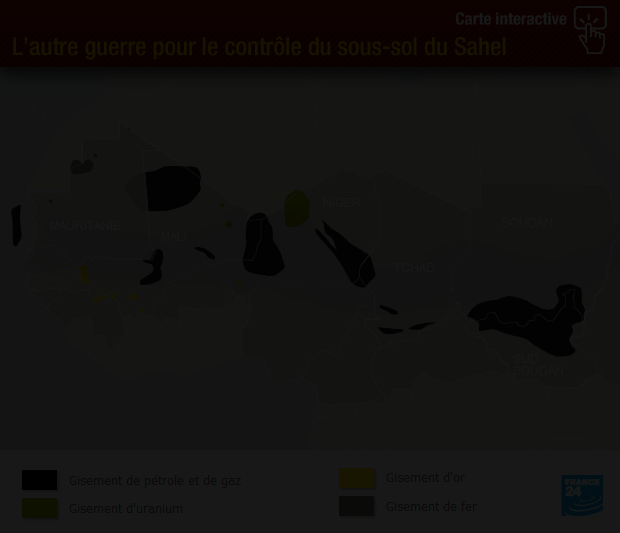 Carte interactive
L'autre guerre pour le contrôle du sous-sol du Sahel
MAURITANIE
MALI
NIGER
TCHAD
SOUDAN
SUD-
SOUDAN
Gisement de pétrole et de gaz
Gisement d'or
Gisement d'uranium
Gisement de fer
FRANCE
24